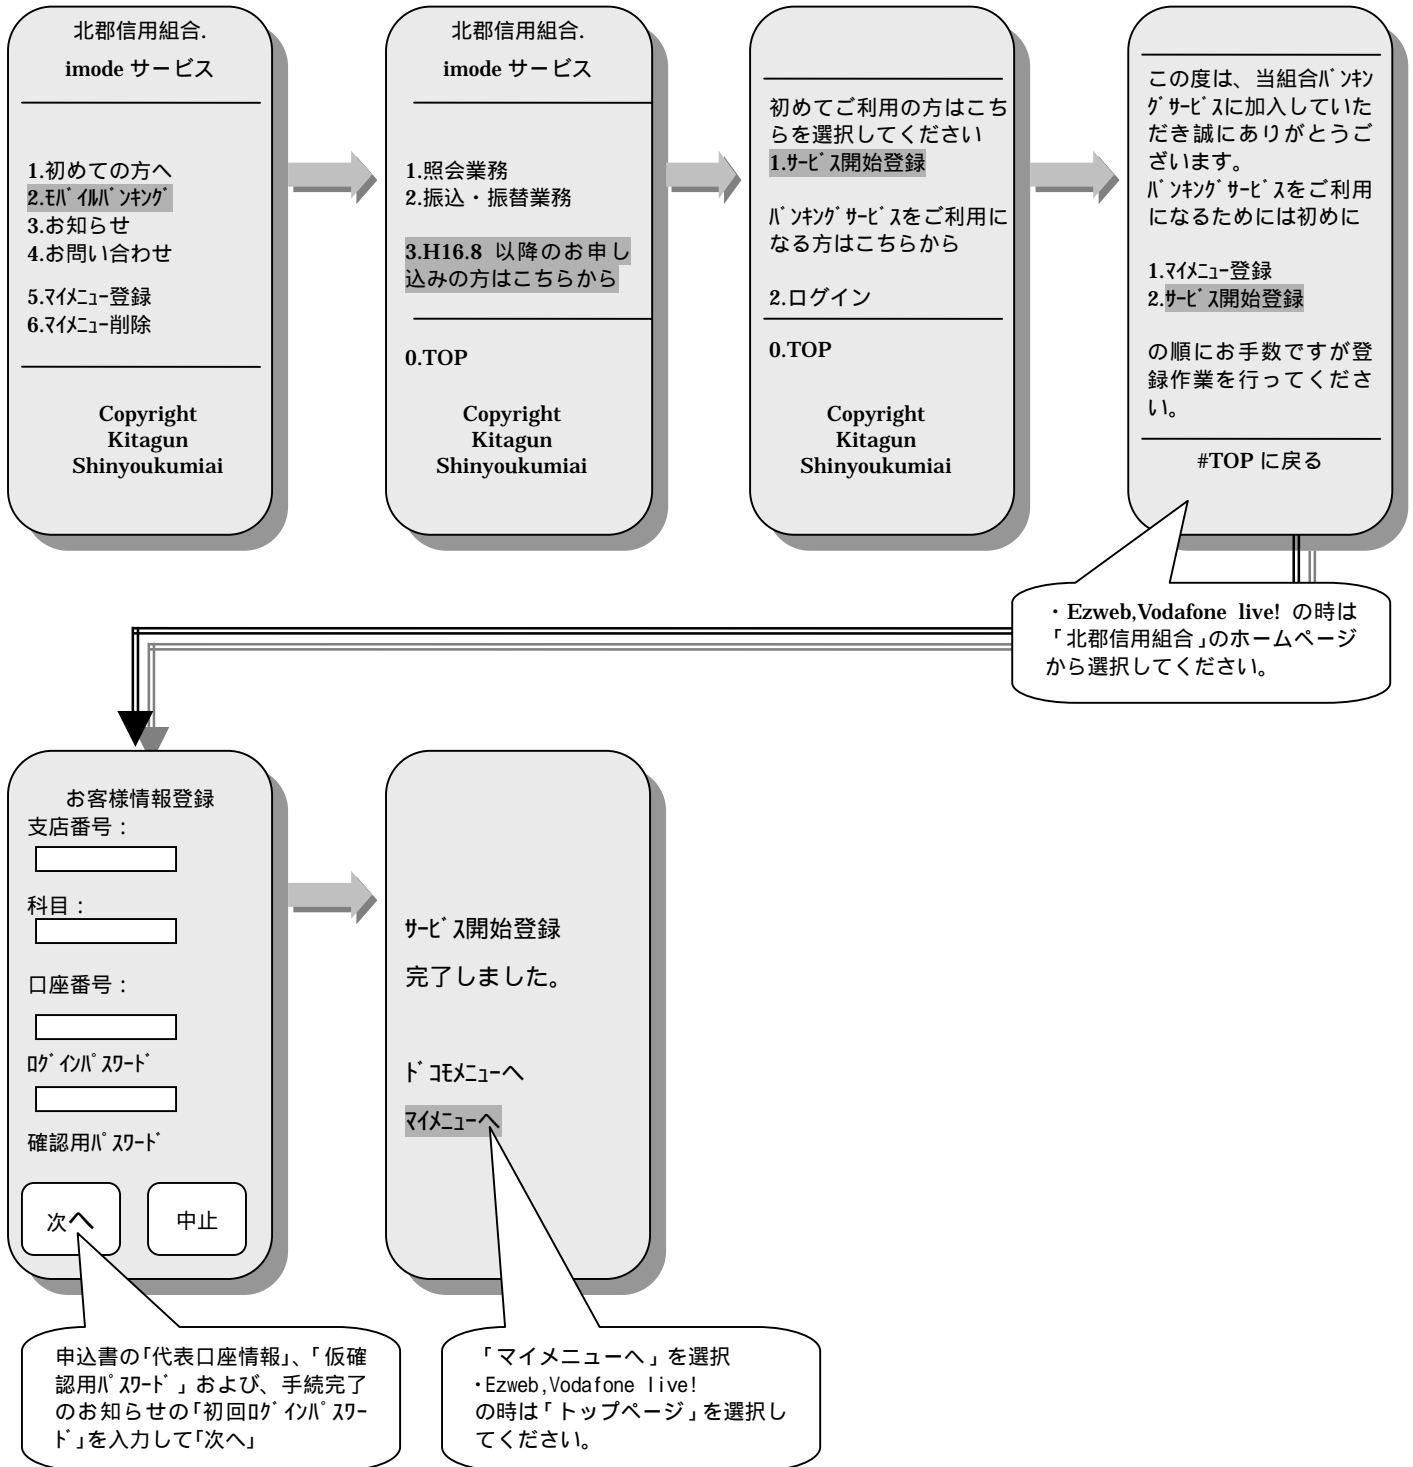 北郡信用組合.
imode サービス
1.初めての方へ
2.ﾓﾊﾞｲﾙﾊﾞﾝｷﾝｸﾞ
3.お知らせ
4.お問い合わせ
5.ﾏｲﾒﾆｭｰ登録
6.ﾏｲﾒﾆｭｰ削除
Copyright
Kitagun
Shinyoukumiai
北郡信用組合.
imode サービス
1.照会業務
2.振込・振替業務
3.H16.8 以降のお申し
込みの方はこちらから
0.TOP
Copyright
Kitagun
Shinyoukumiai
初めてご利用の方はこち
らを選択してください
1.ｻｰﾋﾞｽ開始登録
ﾊﾞﾝｷﾝｸﾞｻｰﾋﾞｽをご利用に
なる方はこちらから
2.ログイン
0.TOP
Copyright
Kitagun
Shinyoukumiai
この度は、当組合ﾊﾞﾝｷﾝ
ｸﾞｻｰﾋﾞｽに加入していた
だき誠にありがとうご
ざいます。
ﾊﾞﾝｷﾝｸﾞｻｰﾋﾞｽをご利用
になるためには初めに
1.ﾏｲﾒﾆｭｰ登録
2.ｻｰﾋﾞｽ開始登録
の順にお手数ですが登
録作業を行ってくださ
い。
#TOP に戻る
・Ezweb,Vodafone live! の時は
「北郡信用組合」のホームページ
から選択してください。
お客様情報登録
支店番号：
科目：
口座番号：
ﾛｸﾞｲﾝﾊﾟｽﾜｰﾄﾞ
確認用ﾊﾟｽﾜｰﾄﾞ
次へ
中止
申込書の｢代表口座情報｣、｢仮確
認用ﾊﾟｽﾜｰﾄﾞ」および、手続完了
のお知らせの｢初回ﾛｸﾞｲﾝﾊﾟｽﾜｰ
ﾄﾞ｣を入力して｢次へ｣
ｻｰﾋﾞｽ開始登録
完了しました。
ﾄﾞｺﾓﾒﾆｭｰへ
ﾏｲﾒﾆｭｰへ
「マイメニューへ」を選択
・Ezweb,Vodafone live!
の時は「トップページ」を選択し
てください。